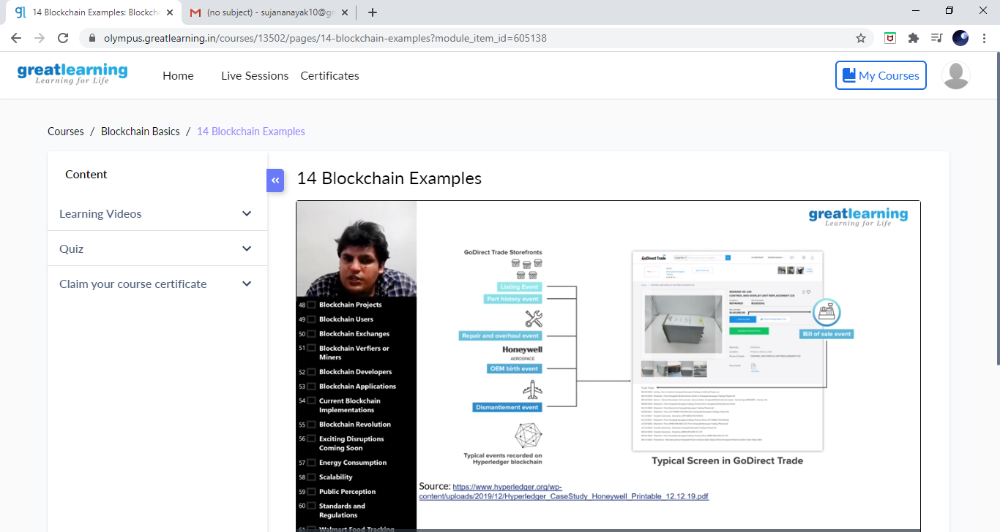 14 Blockchain Examples: Blockch
(no subject) - sujananayak10@g
olympus.greatlearning.in/courses/13502/pages/14-blockchain-examples?module_item_id=605138
greatlearning
Learning for Life
Home
Live Sessions
Certificates
My Courses
Courses / Blockchain Basics / 14 Blockchain Examples
Content
Learning Videos
Quiz
Claim your course certificate
14 Blockchain Examples
48 Blockchain Projects
49 Blockchain Users
50 Blockchain Exchanges
51 Blockchain Verfiers or
Miners
52 Blockchain Developers
53 Blockchain Applications
54 Current Blockchain
Implementations
55 Blockchain Revolution
56 Exciting Disruptions
Coming Soon
57 Energy Consumption
58 Scalability
59 Public Perception
60 Standards and
Regulations
61 Walmart Food Tracking
greatlearning
Learning for Life
GoDirect Trade Storefronts
Listing Event
Part history event
Repair and overhaul event
Honeywell
AEROSPACE
OEM birth event
Dismantlement event
Typical events recorded on
Hyperledger blockchain
GoDirect Trade
Bill of sale event
Typical Screen in GoDirect Trade
Source: https://www.hyperledger.org/wp-
content/uploads/2019/12/Hyperledger_CaseStudy_Honeywell_Printable_12.12.19.pdf